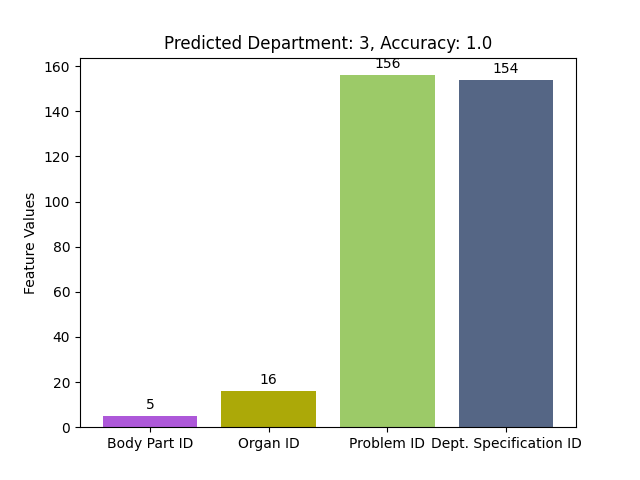 Predicted Department: 3, Accuracy: 1.0
Feature Values
160
140
120
100
80
60
40
20
0
5
16
156
154
Body Part ID
Organ ID
Problem ID
Dept. Specification ID